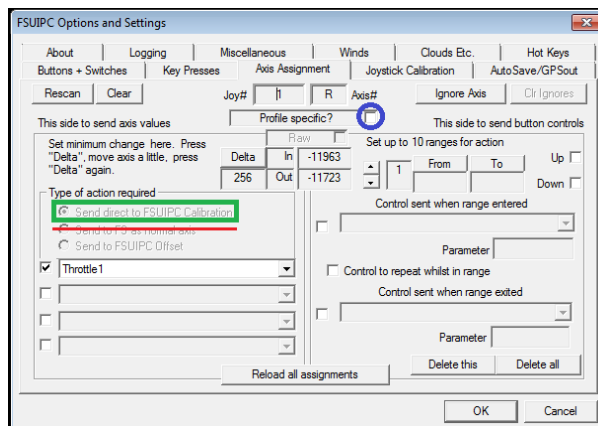 FSUIPC Options and Settings
About Logging Miscellaneous Winds Clouds Etc. Hot Keys
Buttons + Switches Key Presses Axis Assignment Joystick Calibration AutoSave/GPSout
Rescan Clear Joy# 1 R Axis# Ignore Axis Clr Ignores
Profile specific?
This side to send axis values This side to send button controls
Raw
Set minimum change here. Press
"Delta", move axis a little, press
"Delta" again.
Delta In -11963
256 Out -11723
Set up to 10 ranges for action
1 From To Up
Down
Type of action required
Send direct to FSUIPC Calibration
Send to FS as normal axis
Send to FSUIPC Offset
Throttle1
Control sent when range entered
Parameter
Control to repeat whilst in range
Control sent when range exited
Parameter
Delete this Delete all
Reload all assignments
OK Cancel